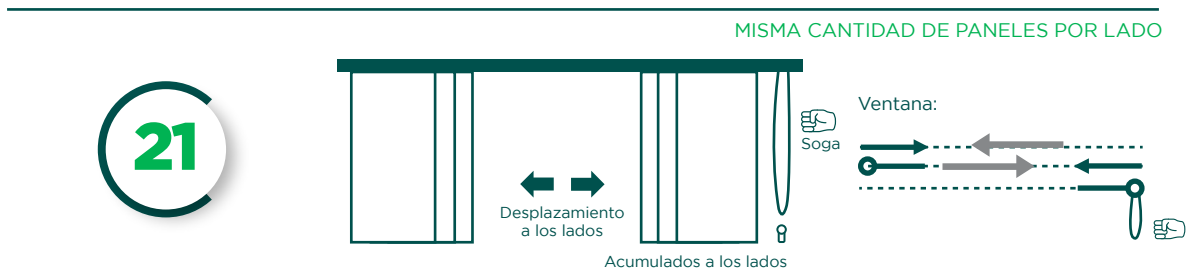 MISMA CANTIDAD DE PANELES POR LADO
21
Desplazamiento
a los lados
Soga
Acumulados a los lados
Ventana: